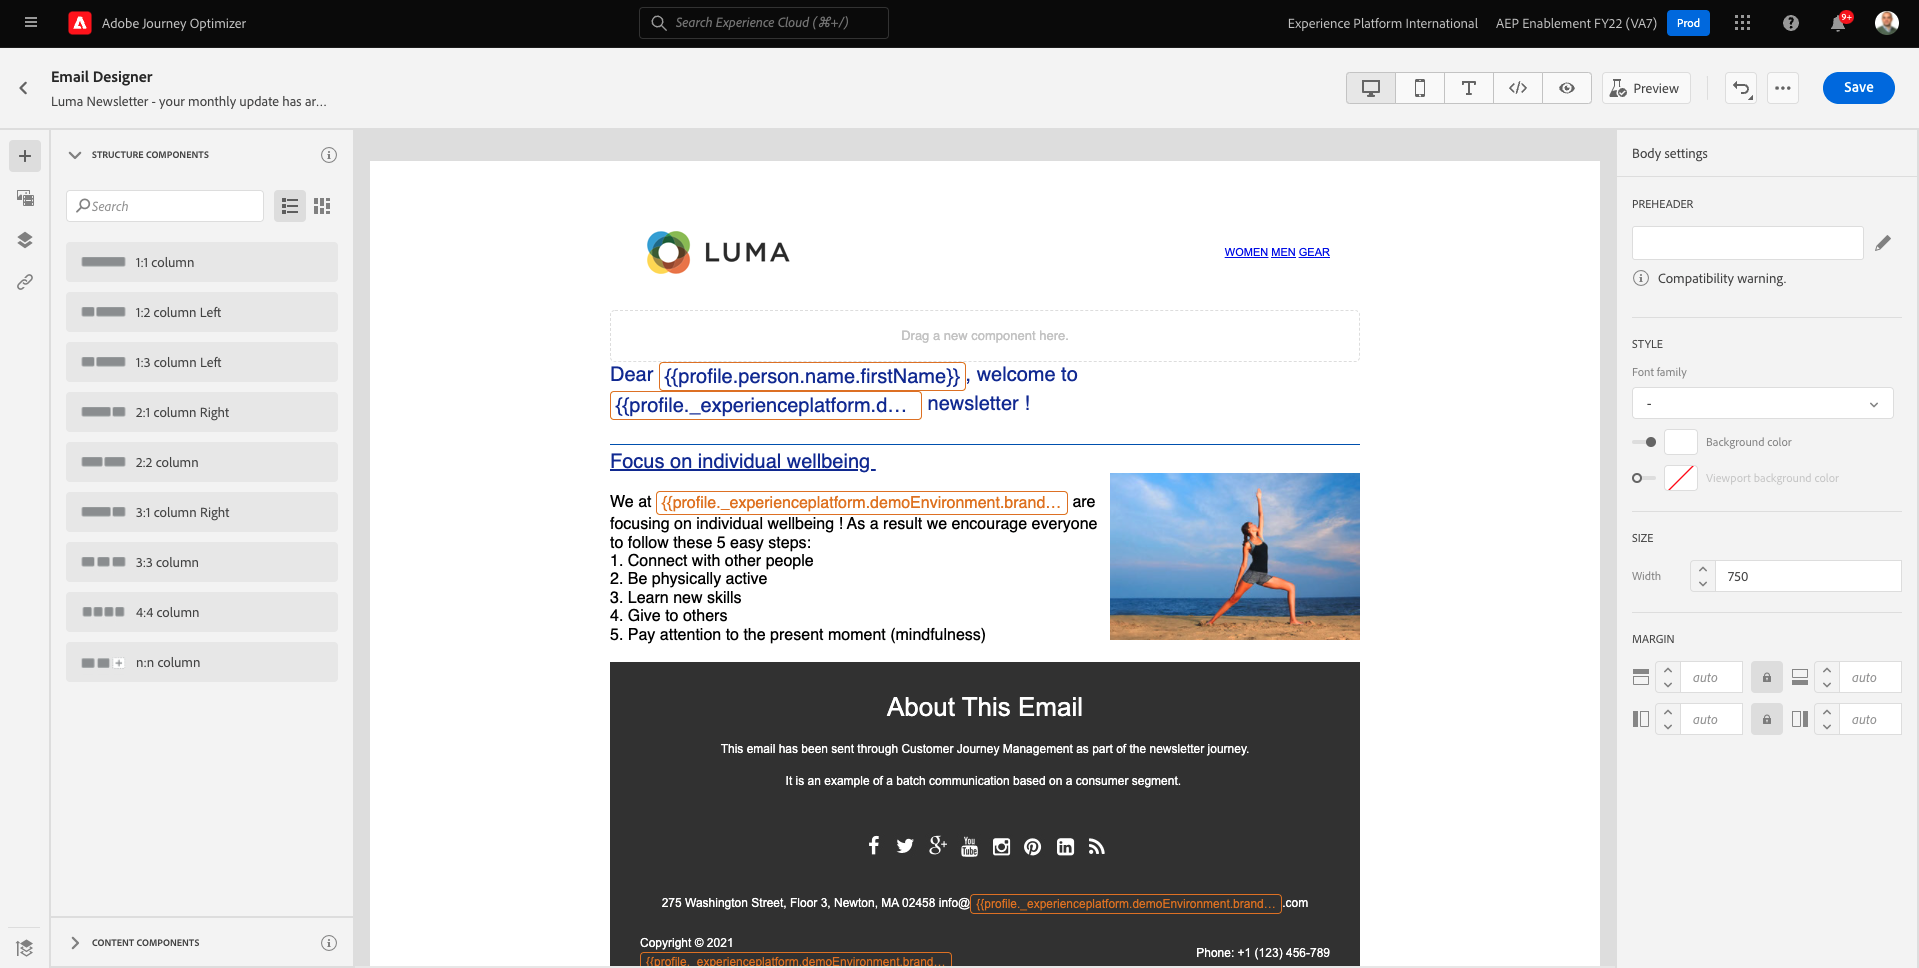 Adobe Journey Optimizer
Search Experience Cloud (⌘+/)
Experience Platform International
AEP Enablement FY22 (VA7)
Prod
9+
Email Designer
Luma Newsletter - your monthly update has ar...
Preview
Save
STRUCTURE COMPONENTS
Search
1:1 column
1:2 column Left
1:3 column Left
2:1 column Right
2:2 column
3:1 column Right
3:3 column
4:4 column
n:n column
CONTENT COMPONENTS
LUMA
WOMEN MEN GEAR
Drag a new component here.
Dear {{profile.person.name.firstName}}, welcome to
{{profile._experienceplatform.d... newsletter !
Focus on individual wellbeing
We at {{profile._experienceplatform.demoEnvironment.brand... are
focusing on individual wellbeing ! As a result we encourage everyone
to follow these 5 easy steps:
1. Connect with other people
2. Be physically active
3. Learn new skills
4. Give to others
5. Pay attention to the present moment (mindfulness)
About This Email
This email has been sent through Customer Journey Management as part of the newsletter journey.
It is an example of a batch communication based on a consumer segment.
You Tube
275 Washington Street, Floor 3, Newton, MA 02458 info@{{profile._experienceplatform.demoEnvironment.brand... .com
Copyright © 2021
{{profile._experienceplatform.demoEnvironment.brand...
Phone: +1 (123) 456-789
Body settings
PREHEADER
Compatibility warning.
STYLE
Font family
-
Background color
Viewport background color
SIZE
Width
750
MARGIN
auto
auto
auto
auto